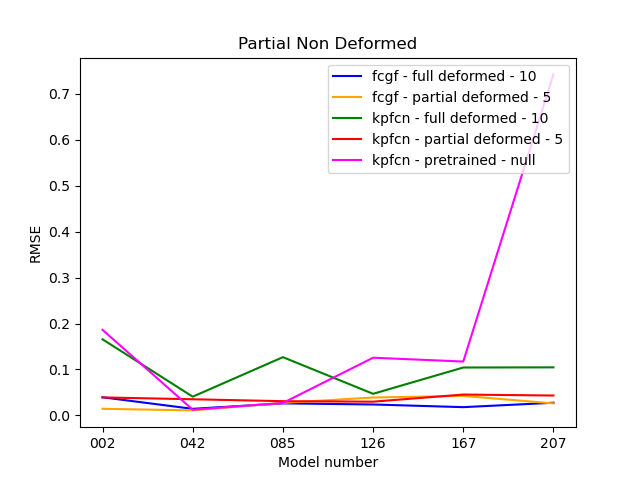 Partial Non Deformed
fcgf - full deformed - 10
fcgf - partial deformed - 5
kpfcn - full deformed - 10
kpfcn - partial deformed - 5
kpfcn - pretrained - null
0.7
0.6
0.5
0.4
0.3
0.2
0.1
0.0
RMSE
002 042 085 126 167 207
Model number